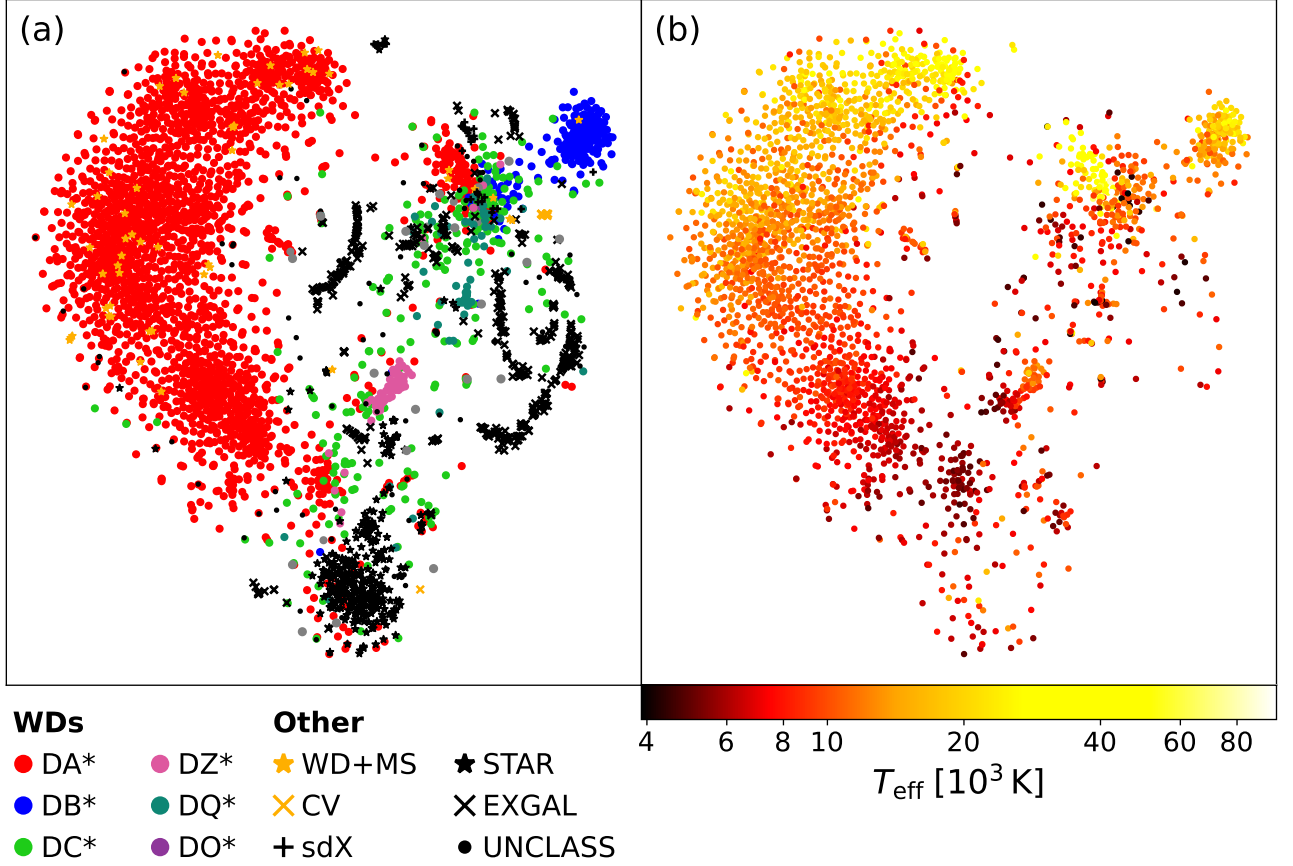 (a)
(b)
4 6 8 10 20 40 60 80
T_eff [10³ K]
WDs Other
DA* DZ* WD+MS STAR
DB* DQ* CV EXGAL
DC* DO* sdX UNCLASS